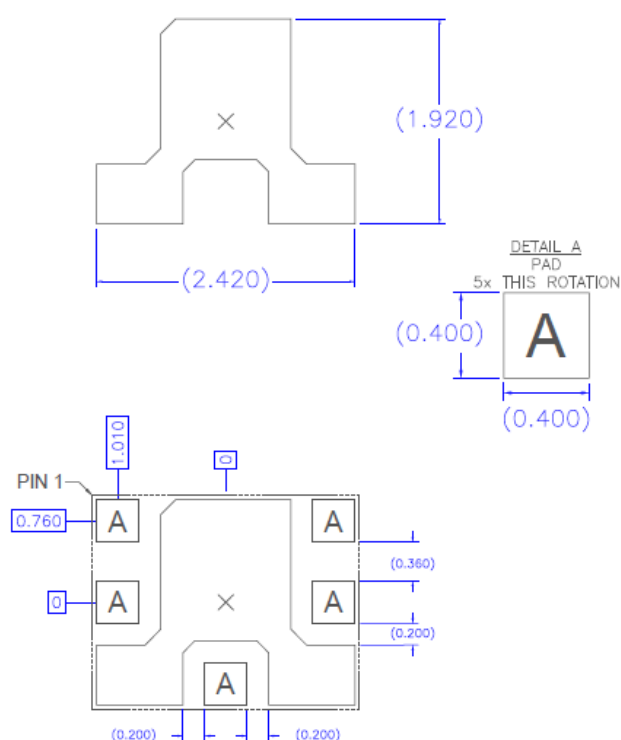 (1.920)
(2.420)
DETAIL A
PAD
5x THIS ROTATION
(0.400)
A
(0.400)
1.010
0
PIN 1
0.760
A
A
(0.360)
0
A
A
(0.200)
A
(0.200)
(0.200)